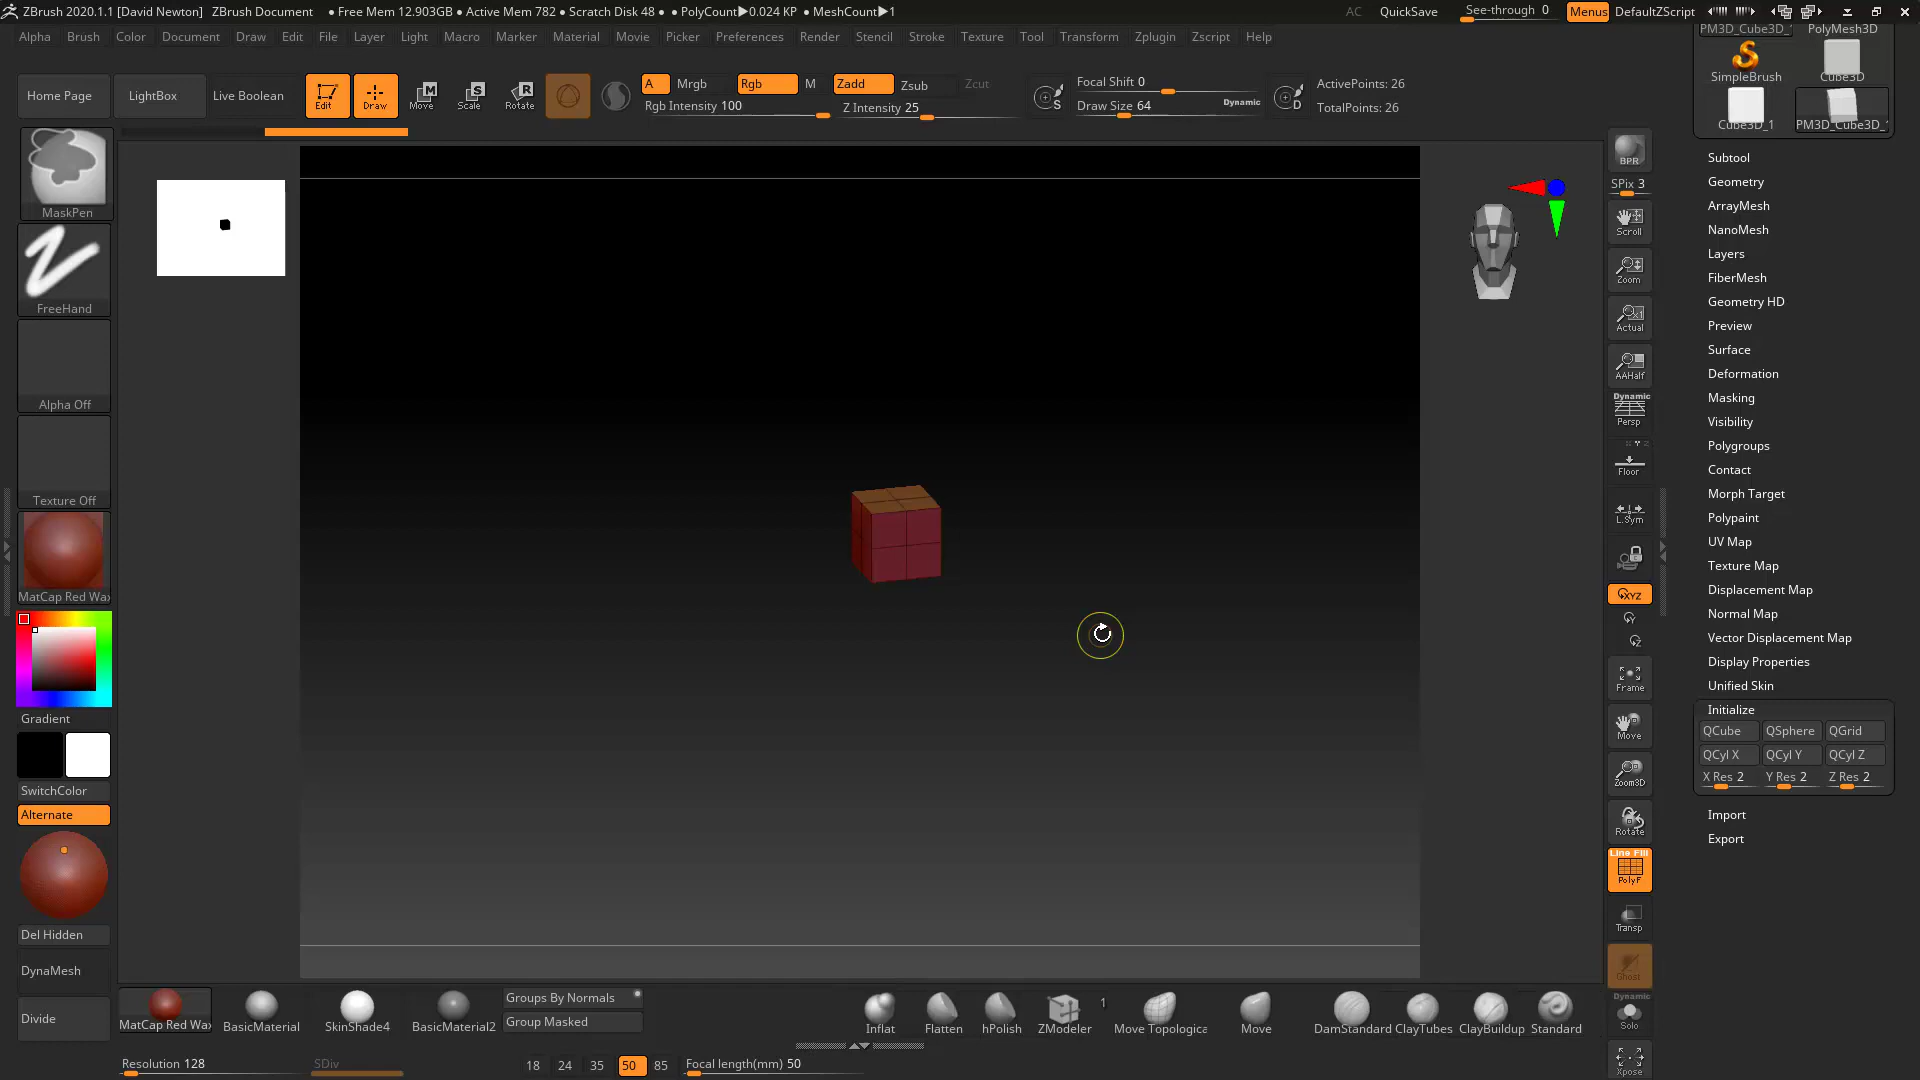 ZBrush 2020.1.1 [David Newton] ZBrush Document • Free Mem 12.903GB • Active Mem 782 • Scratch Disk 48 • • PolyCount▶0.024 KP • MeshCount▶1 AC QuickSave See-through 0 Menus DefaultZScript
Alpha Brush Color Document Draw Edit File Layer Light Macro Marker Material Movie Picker Preferences Render Stencil Stroke Texture Tool Transform Zplugin Zscript Help
PM3D_Cube3D_1 PolyMesh3D
SimpleBrush Cube3D
Cube3D_1 PM3D_Cube3D_1
Home Page LightBox Live Boolean Edit Draw Move Scale Rotate
A Mrgb Rgb M Zadd Zsub Zcut
Rgb Intensity 100 Z Intensity 25
S Focal Shift 0
Draw Size 64 Dynamic
D ActivePoints: 26
TotalPoints: 26
MaskPen
FreeHand
Alpha Off
Texture Off
MatCap Red Wax
Gradient
SwitchColor
Alternate
Del Hidden
DynaMesh
Divide
BPR
SPix 3
Scroll
Zoom
Actual
AAHalf
Dynamic
Persp
Floor
L.Sym
XYZ
Y
Z
Frame
Move
Zoom3D
Rotate
Line Fill
PolyF
Transp
Ghost
Dynamic
Solo
Xpose
Subtool
Geometry
ArrayMesh
NanoMesh
Layers
FiberMesh
Geometry HD
Preview
Surface
Deformation
Masking
Visibility
Polygroups
Contact
Morph Target
Polypaint
UV Map
Texture Map
Displacement Map
Normal Map
Vector Displacement Map
Display Properties
Unified Skin
Initialize
QCube QSphere QGrid
QCyl X QCyl Y QCyl Z
X Res 2 Y Res 2 Z Res 2
Import
Export
MatCap Red Wax BasicMaterial SkinShade4 BasicMaterial2
Groups By Normals
Group Masked
Inflat Flatten hPolish ZModeler 1 Move Topologica Move DamStandard ClayTubes ClayBuildup Standard
Resolution 128 SDiv 18 24 35 50 85 Focal length(mm) 50